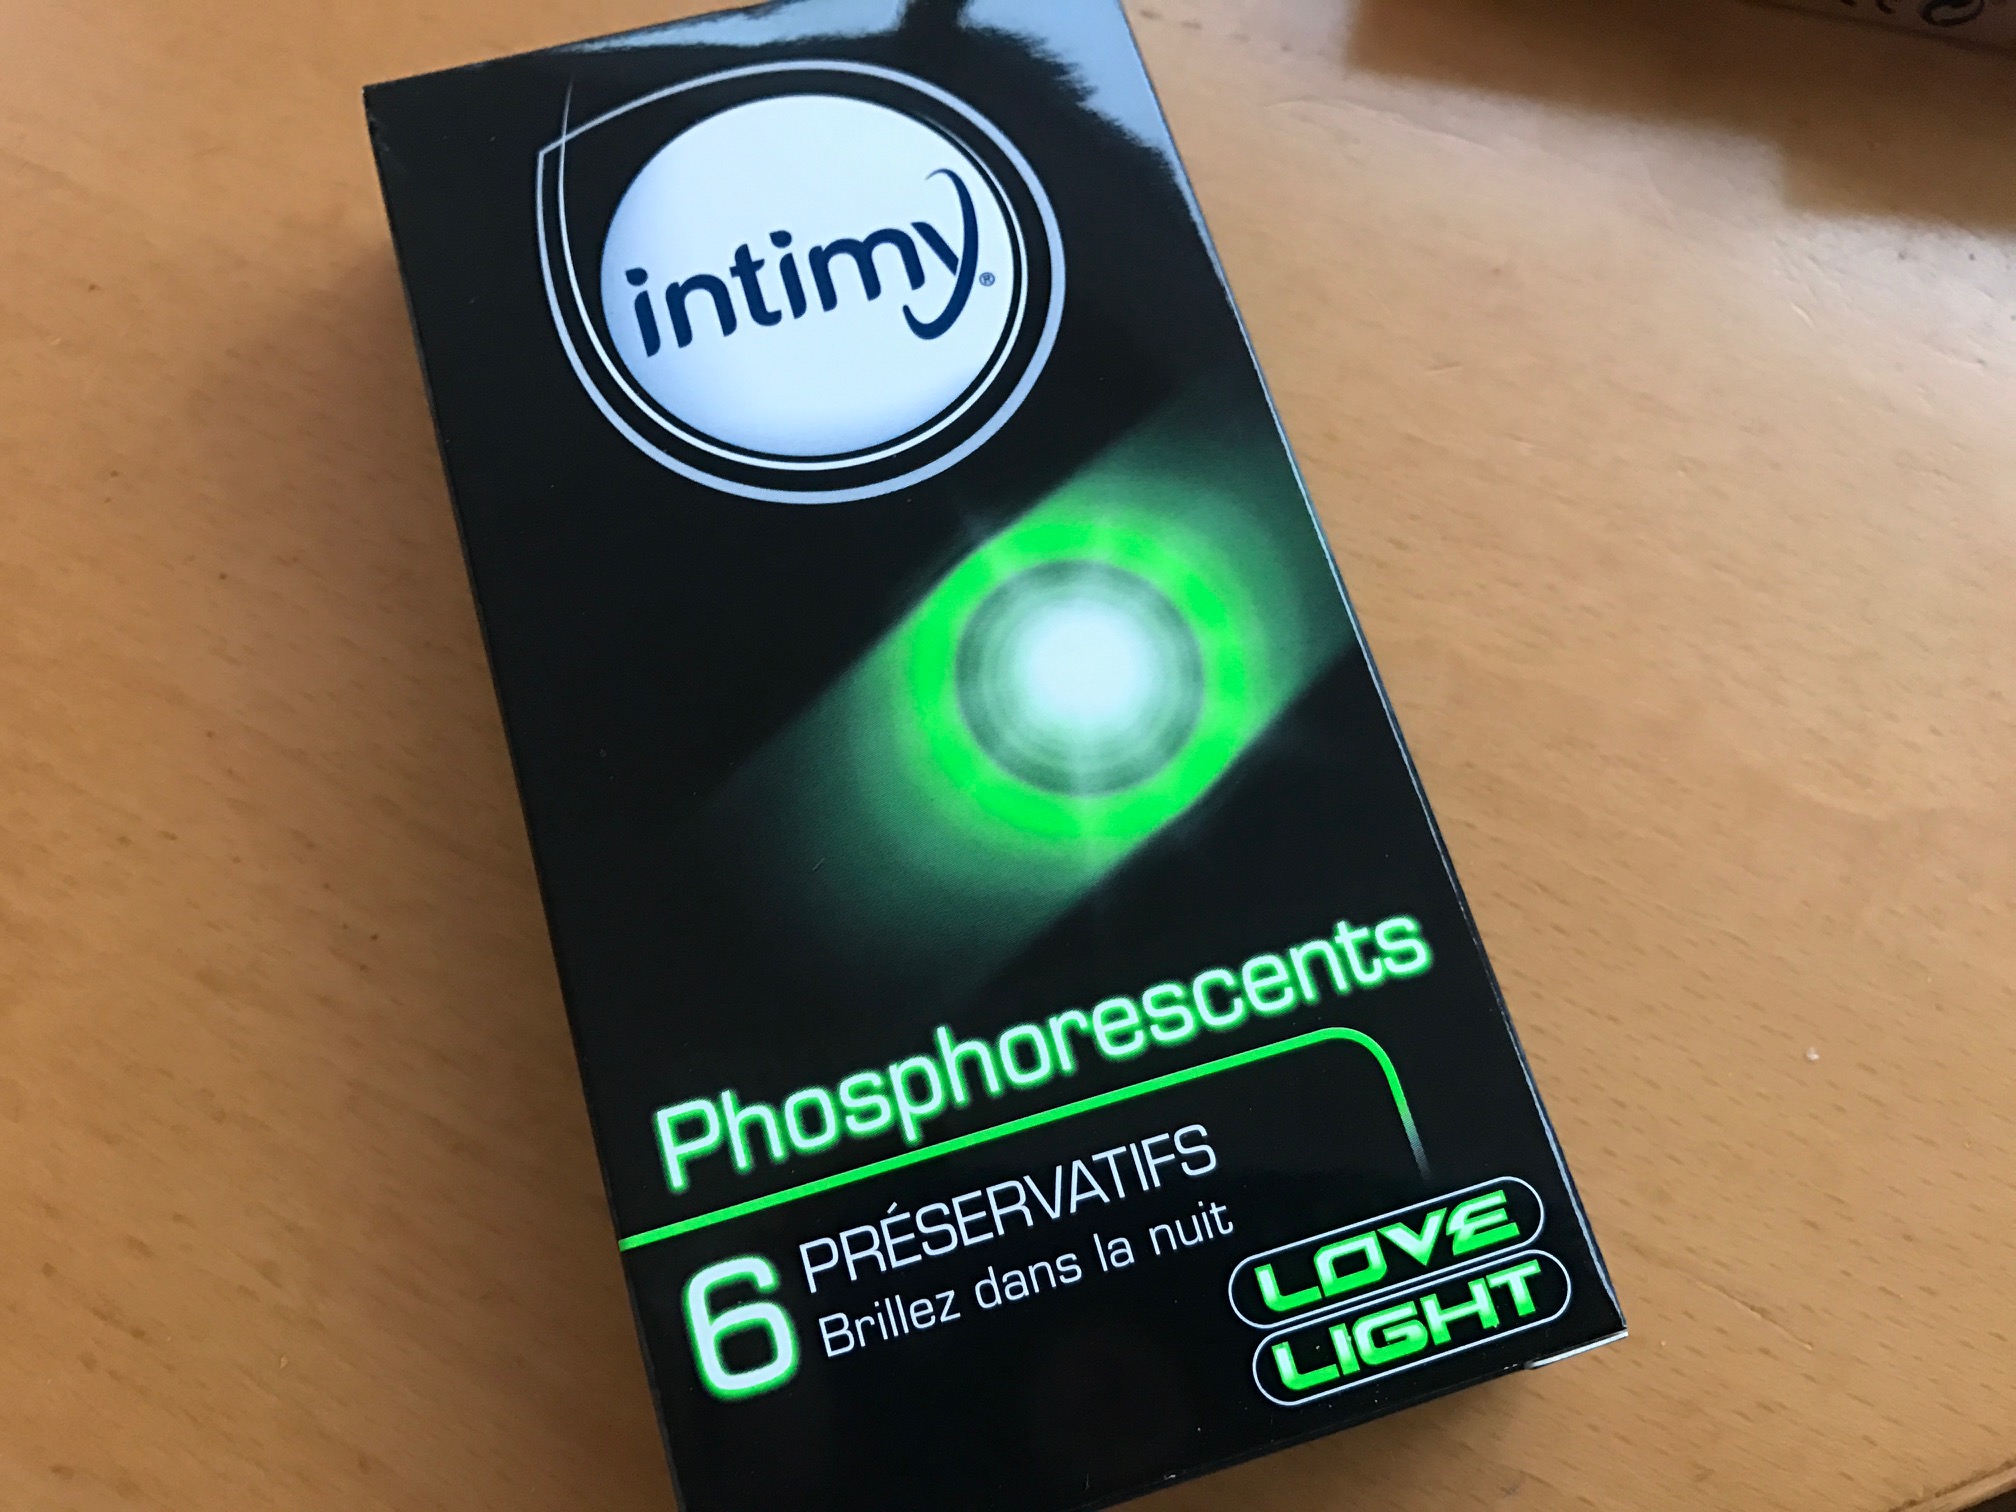 intimy®
Phosphorescents
6 PRÉSERVATIFS
Brillez dans la nuit
LOVE
LIGHT